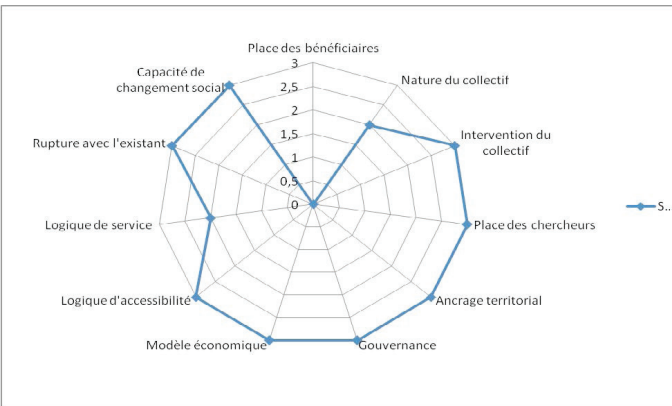 Place des bénéficiaires
3
2,5
2
1,5
1
0,5
0
Nature du collectif
Intervention du
collectif
Place des chercheurs
Ancrage territorial
Gouvernance
Modèle économique
Logique d'accessibilité
Logique de service
Rupture avec l'existant
Capacité de
changement social
S...